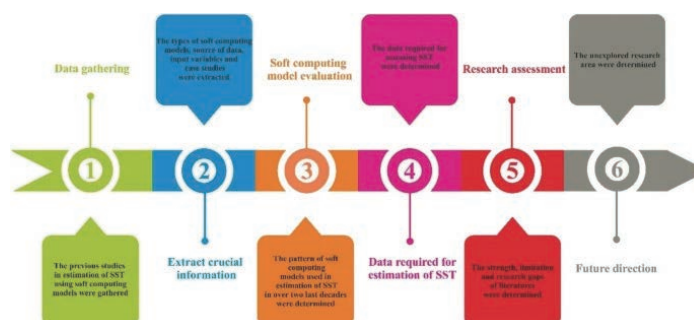 The types of soft computing
models, source of data,
input variables and
case studies
were extracted
The data required for
assessing SST
were determined
The unexplored research
area were determined
Data gathering
Soft computing
model evaluation
Research assessment
1
2
3
4
5
6
The previous studies
in estimation of SST
using soft computing
models were gathered
Extract crucial
information
The pattern of soft
computing
models used in
estimation of SST
in over two last decades
were determined
Data required for
estimation of SST
The strength, limitation
and research gaps
of literatures
were determined
Future direction